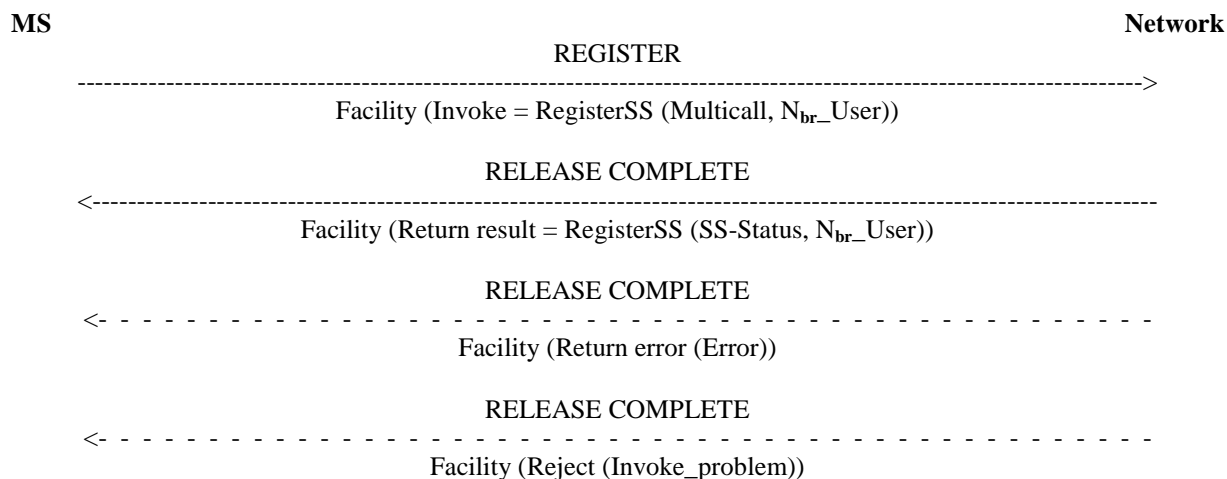 MS Network
REGISTER
Facility (Invoke = RegisterSS (Multicall, Nbr_User))
RELEASE COMPLETE
Facility (Return result = RegisterSS (SS-Status, Nbr_User))
RELEASE COMPLETE
Facility (Return error (Error))
RELEASE COMPLETE
Facility (Reject (Invoke_problem))